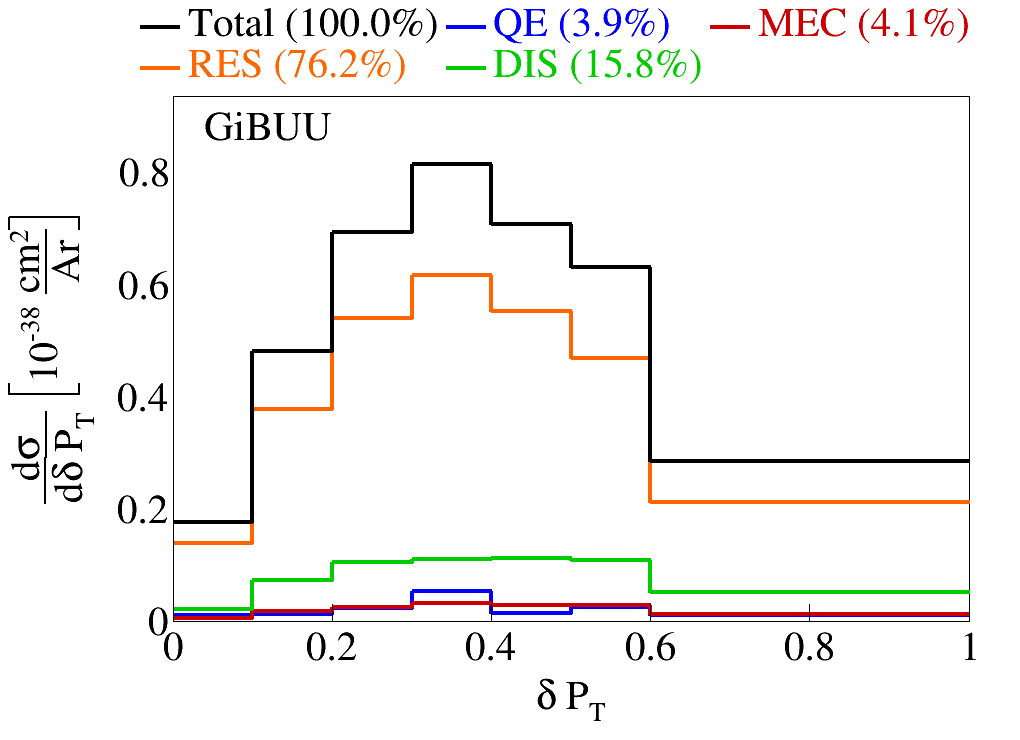 Total (100.0%) QE (3.9%) MEC (4.1%)
RES (76.2%) DIS (15.8%)
GiBUU
dσ/dδ P_T [10^-38 cm^2/Ar]
0.8
0.6
0.4
0.2
0
0 0.2 0.4 0.6 0.8 1
δ P_T